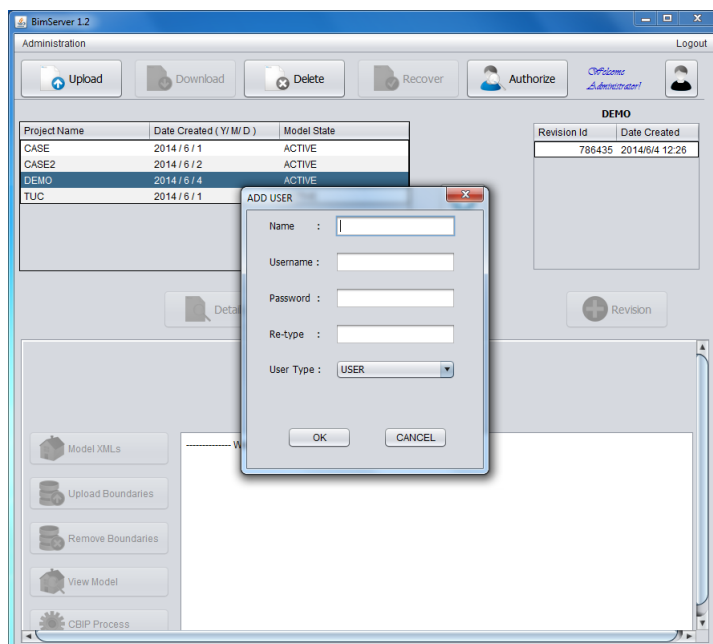 BimServer 1.2
Administration Logout
Upload Download Delete Recover Authorize Welcome Administrator!
DEMO
Project Name Date Created ( Y/ M/ D ) Model State
Revision Id Date Created
CASE 2014 / 6 / 1 ACTIVE
786435 2014/6/4 12:26
CASE2 2014 / 6 / 2 ACTIVE
DEMO 2014 / 6 / 4 ACTIVE
TUC 2014 / 6 / 1
ADD USER
Name :
Username :
Password :
Re-type :
User Type : USER
OK CANCEL
Revision
Model XMLs
Upload Boundaries
Remove Boundaries
View Model
CBIP Process